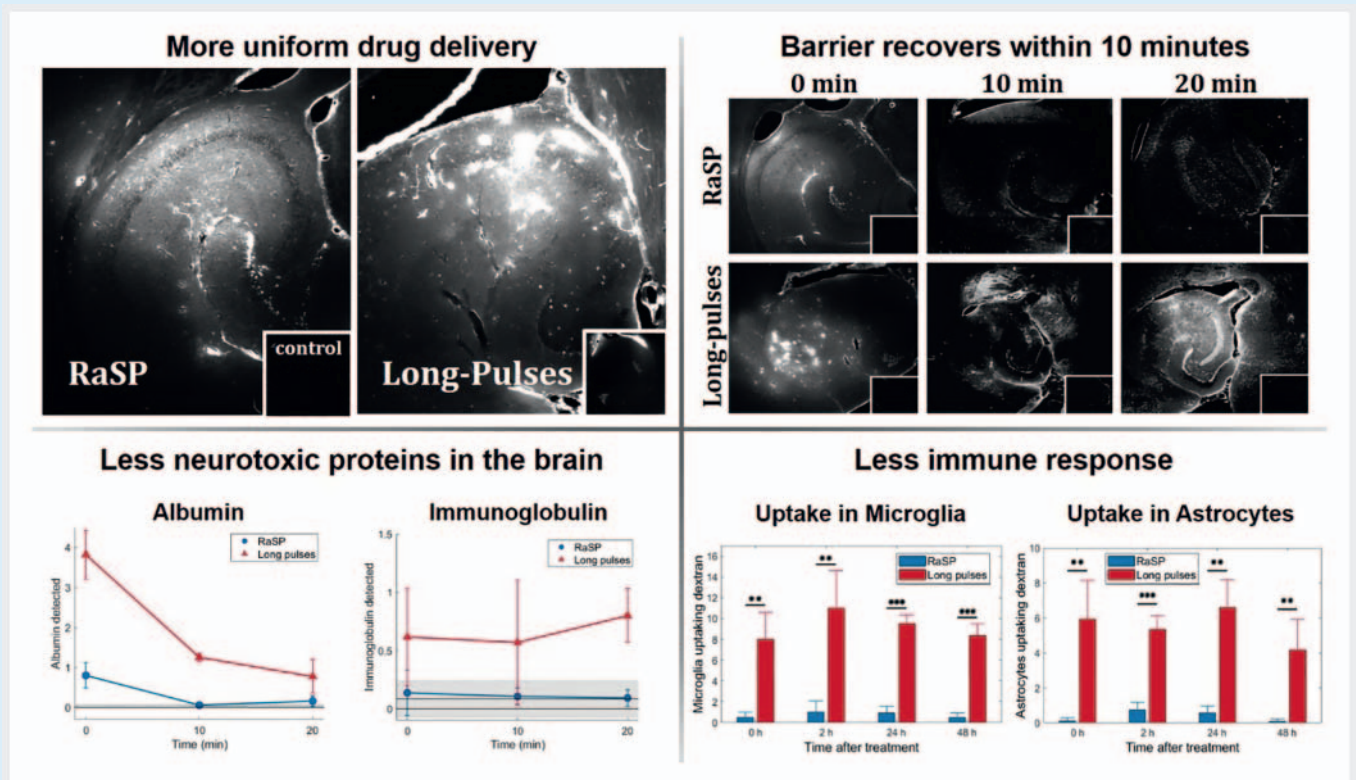 More uniform drug delivery
RaSP
control
Long-Pulses
Barrier recovers within 10 minutes
0 min
10 min
20 min
RaSP
Long-pulses
Less neurotoxic proteins in the brain
Albumin
RaSP
Long pulses
Albumin detected
4
3
2
1
0
0
10
20
Time (min)
Immunoglobulin
RaSP
Long pulses
Immunoglobulin detected
1.5
1
0.5
0
0
10
20
Time (min)
Less immune response
Uptake in Microglia
RaSP
Long pulses
Microglia uptaking dextran
16
14
12
10
8
6
4
2
0
**
**
***
***
0 h
2 h
24 h
48 h
Time after treatment
Uptake in Astrocytes
RaSP
Long pulses
Astrocytes uptaking dextran
10
8
6
4
2
0
**
***
**
**
0 h
2 h
24 h
48 h
Time after treatment